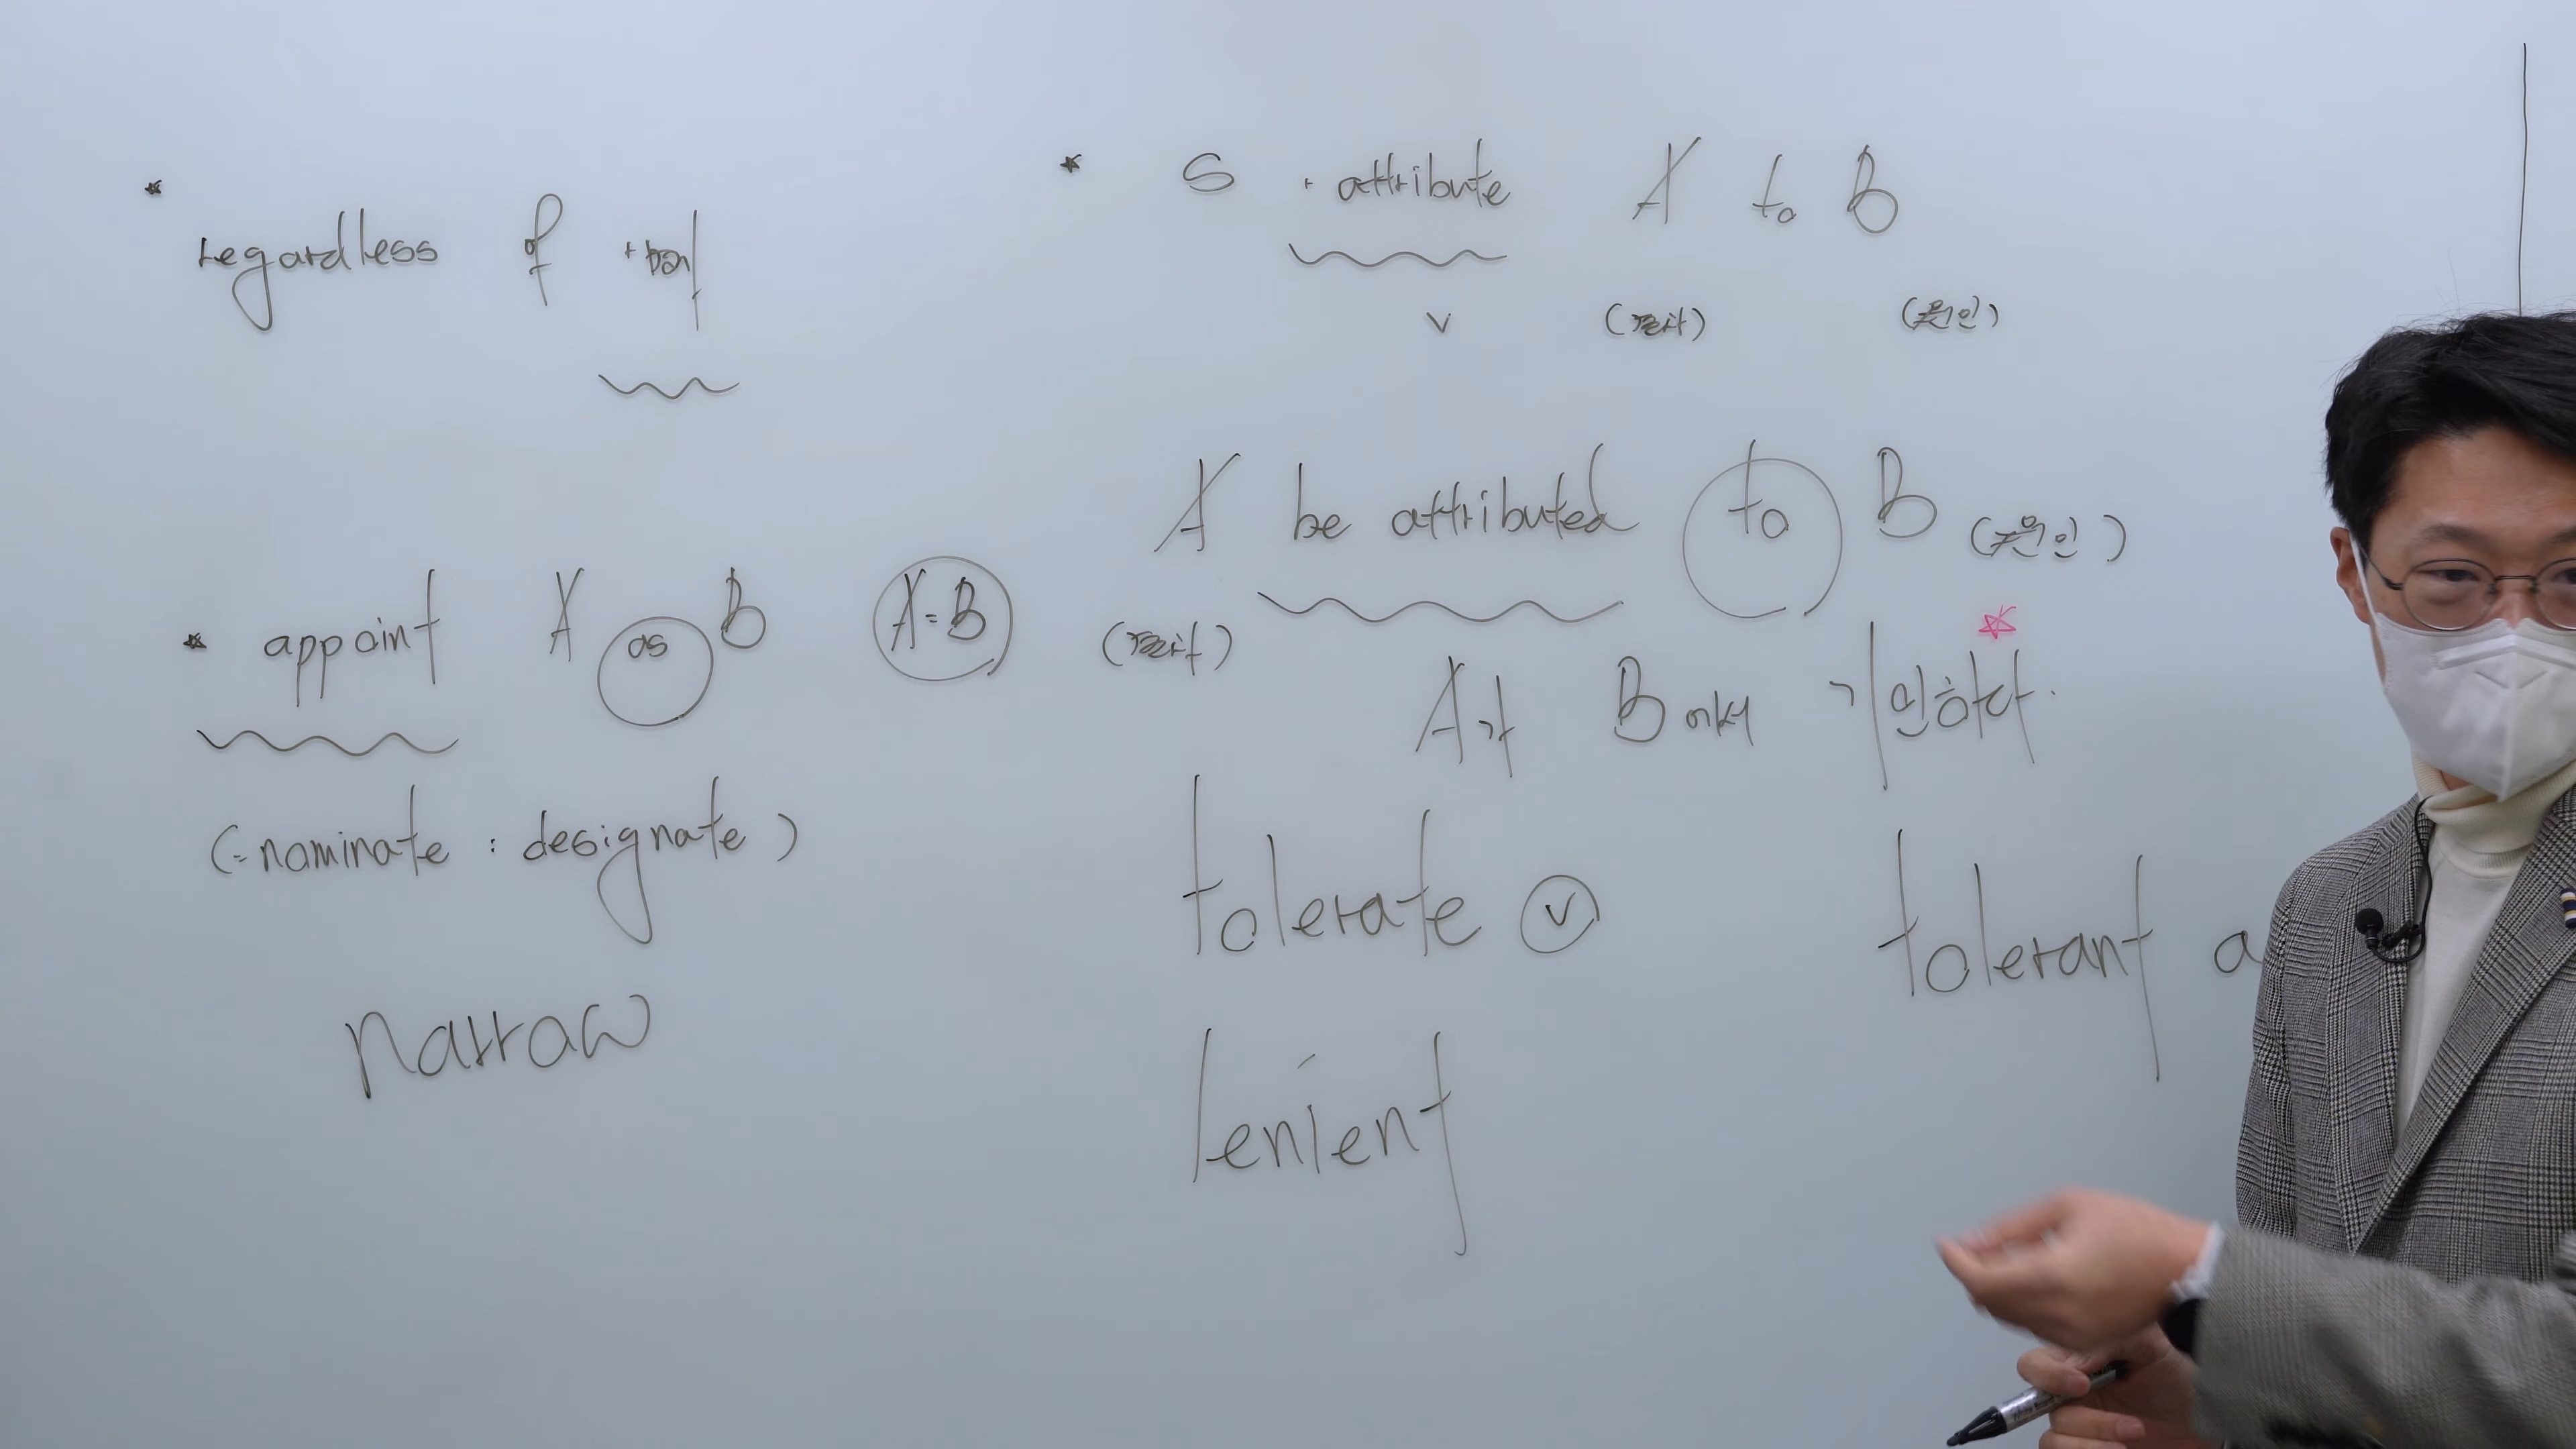 * regardless of +명사
* appoint A as B A=B
(=nominate : designate)
narrow
* S + attribute A to B
V (결과) (원인)
A be attributed to B (원인)
(결과)
A가 B에서 기인하다.
tolerate V tolerant a
lenient